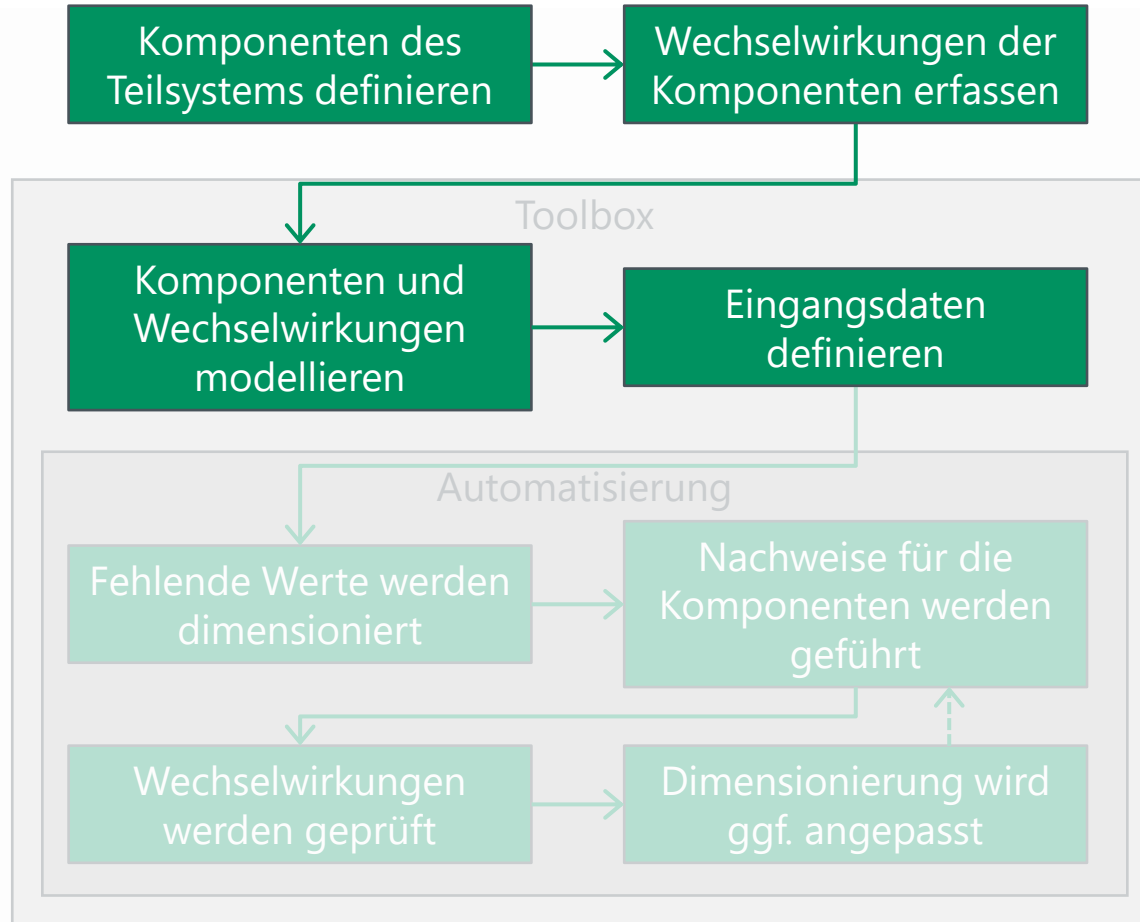 Komponenten des
Teilsystems definieren
Wechselwirkungen der
Komponenten erfassen
Toolbox
Komponenten und
Wechselwirkungen
modellieren
Eingangsdaten
definieren
Automatisierung
Fehlende Werte werden
dimensioniert
Nachweise für die
Komponenten werden
geführt
Wechselwirkungen
werden geprüft
Dimensionierung wird
ggf. angepasst